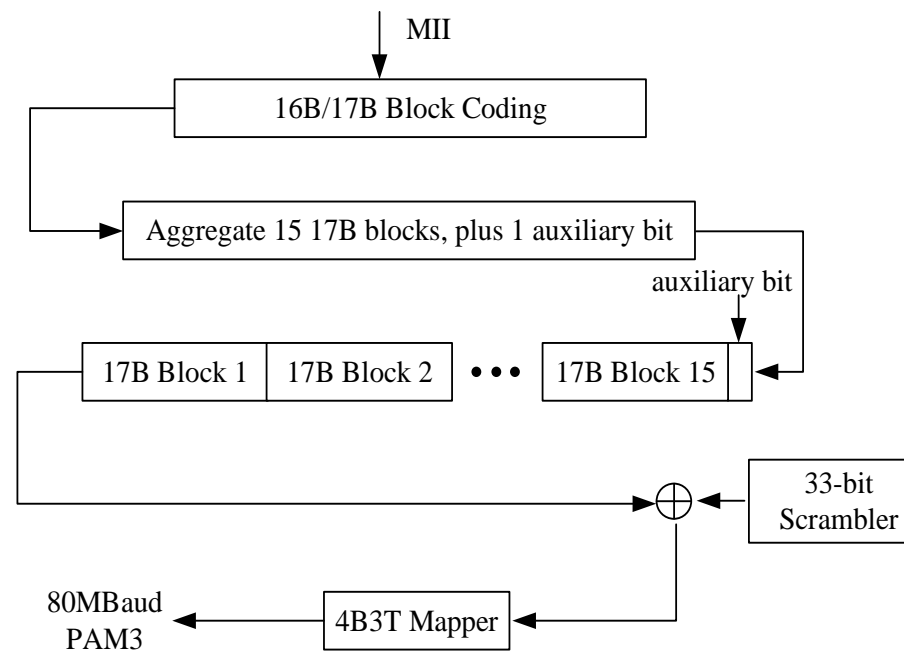 MII
16B/17B Block Coding
Aggregate 15 17B blocks, plus 1 auxiliary bit
auxiliary bit
17B Block 1
17B Block 2
17B Block 15
33-bit
Scrambler
80MBaud
PAM3
4B3T Mapper